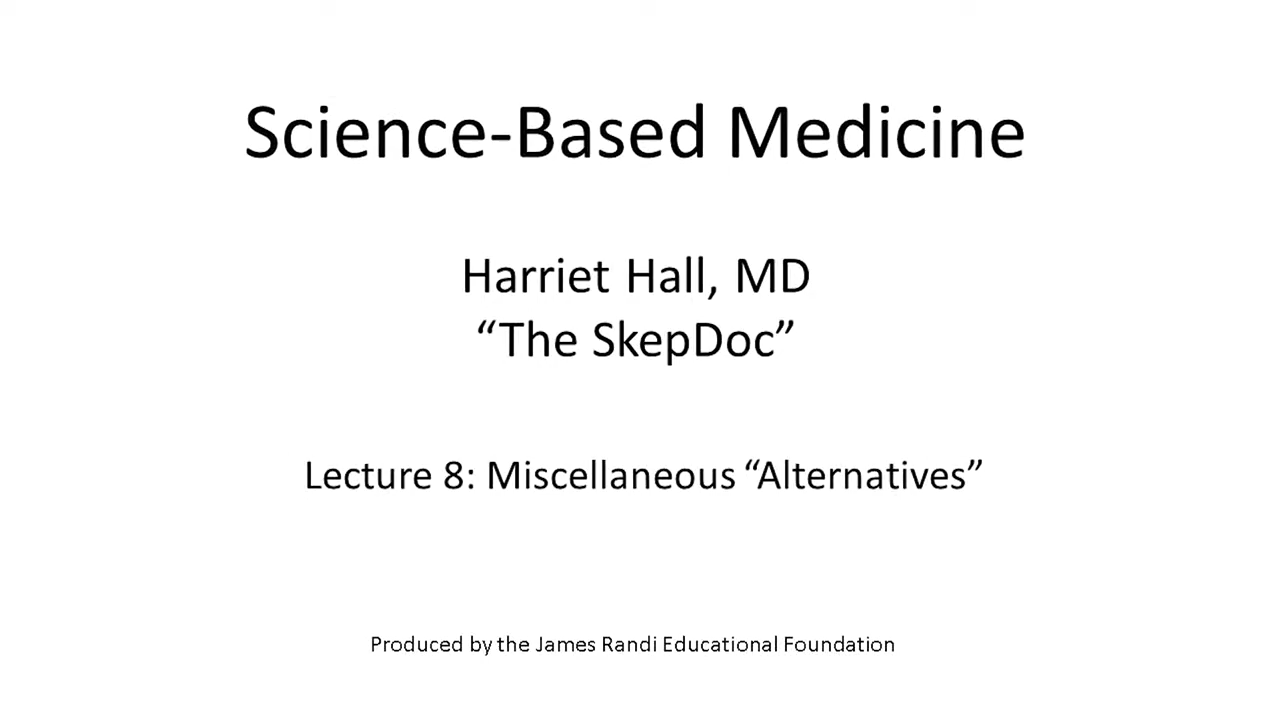 Science-Based Medicine
Harriet Hall, MD
“The SkepDoc”
Lecture 8: Miscellaneous “Alternatives”
Produced by the James Randi Educational Foundation